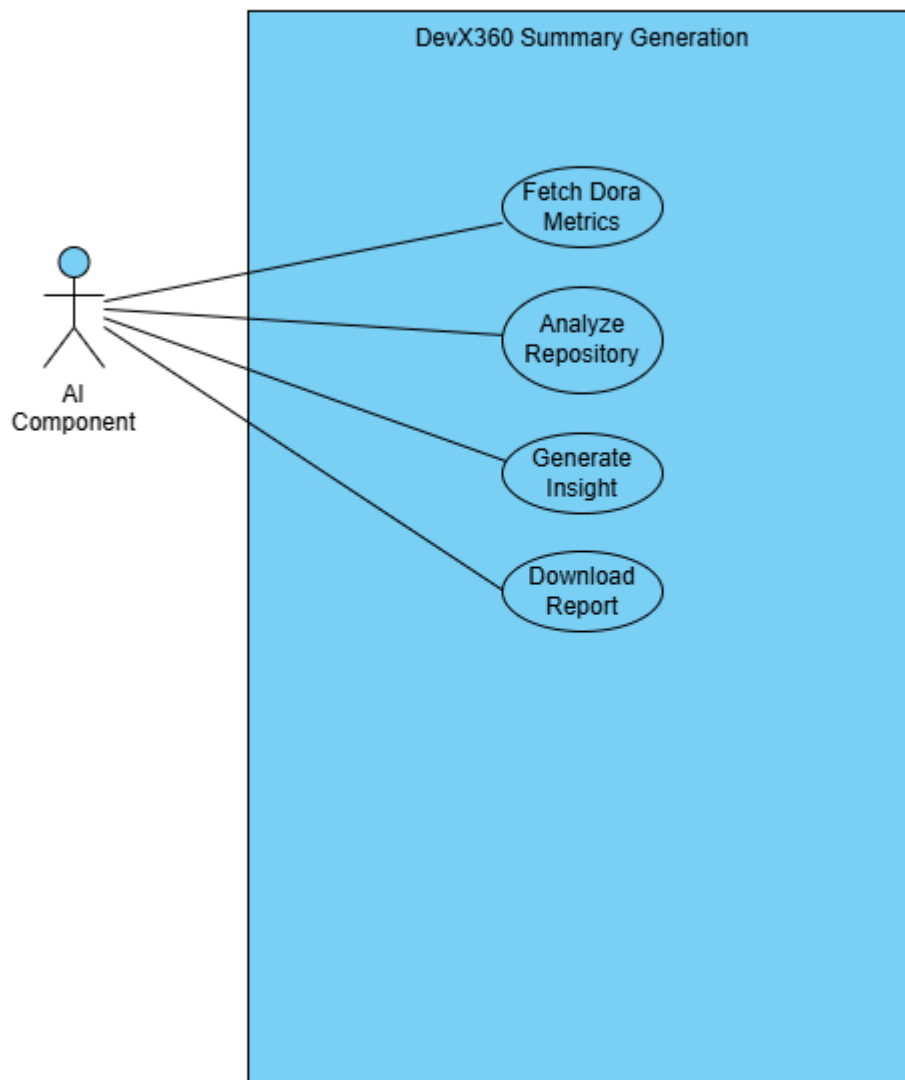 DevX360 Summary Generation
Fetch Dora
Metrics
Analyze
Repository
AI
Component
Generate
Insight
Download
Report